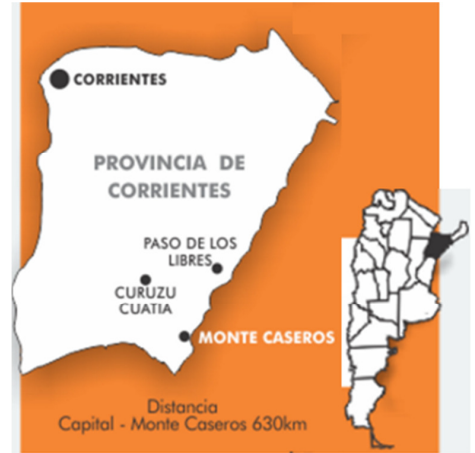 CORRIENTES
PROVINCIA DE
CORRIENTES
PASO DE LOS
LIBRES
CURUZU
CUATIA
MONTE CASEROS
Distancia
Capital - Monte Caseros 630km